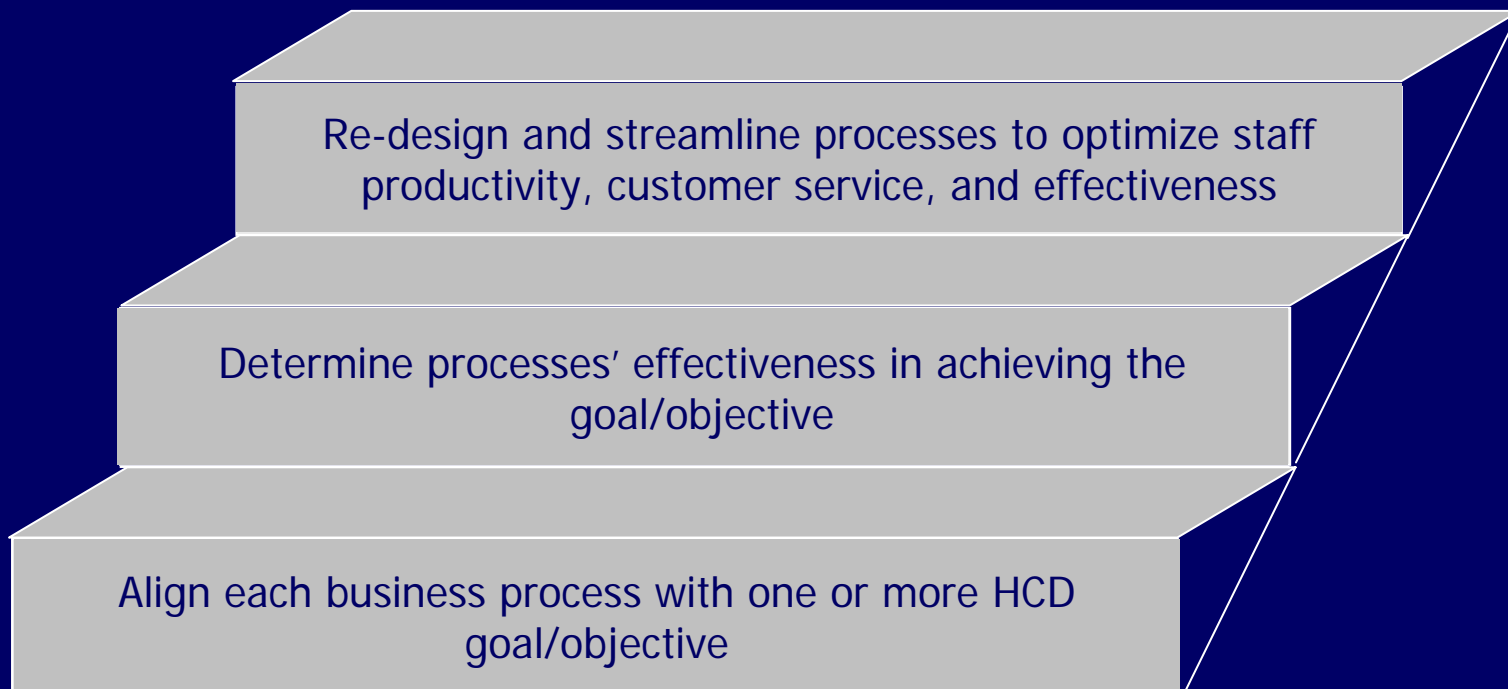 Re-design and streamline processes to optimize staff
productivity, customer service, and effectiveness
Determine processes’ effectiveness in achieving the
goal/objective
Align each business process with one or more HCD
goal/objective